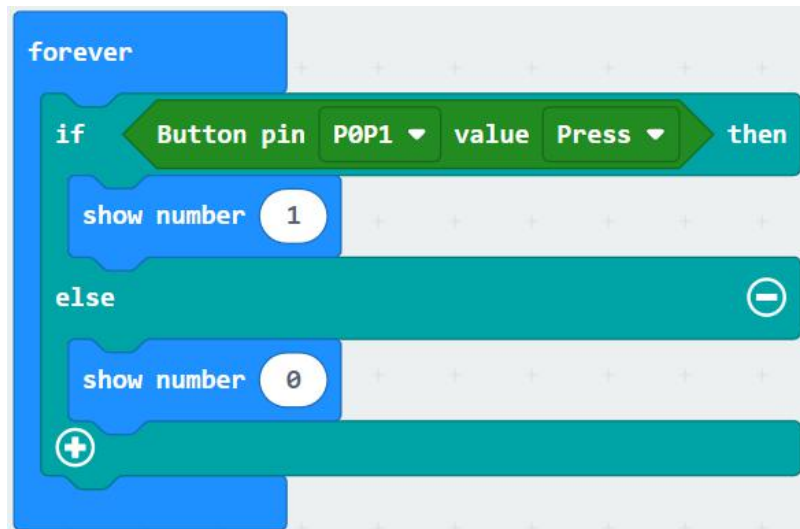 forever
if Button pin P0P1 value Press then
show number 1
else
show number 0